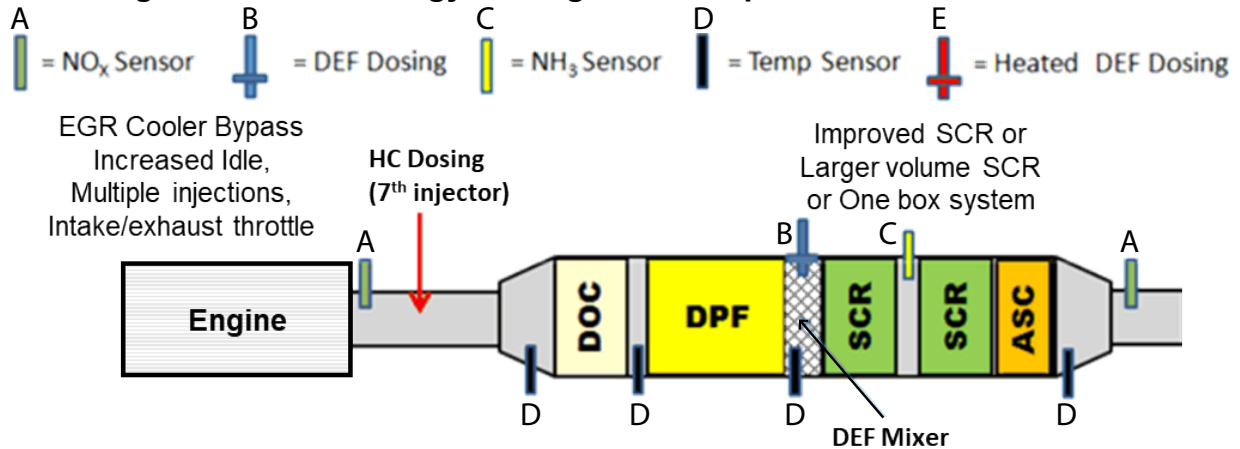 A B C D E
= NOₓ Sensor = DEF Dosing = NH₃ Sensor = Temp Sensor = Heated DEF Dosing
EGR Cooler Bypass
Increased Idle,
Multiple injections,
Intake/exhaust throttle
HC Dosing
(7th injector)
Improved SCR or
Larger volume SCR
or One box system
A B C A
Engine DOC DPF SCR SCR ASC
D D D D
DEF Mixer